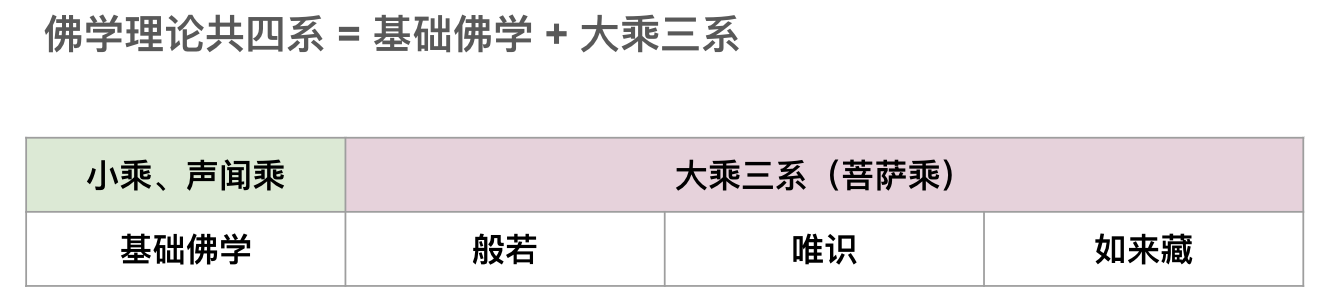 佛学理论共四系 = 基础佛学 + 大乘三系
小乘、声闻乘 大乘三系（菩萨乘）
基础佛学 般若 唯识 如来藏